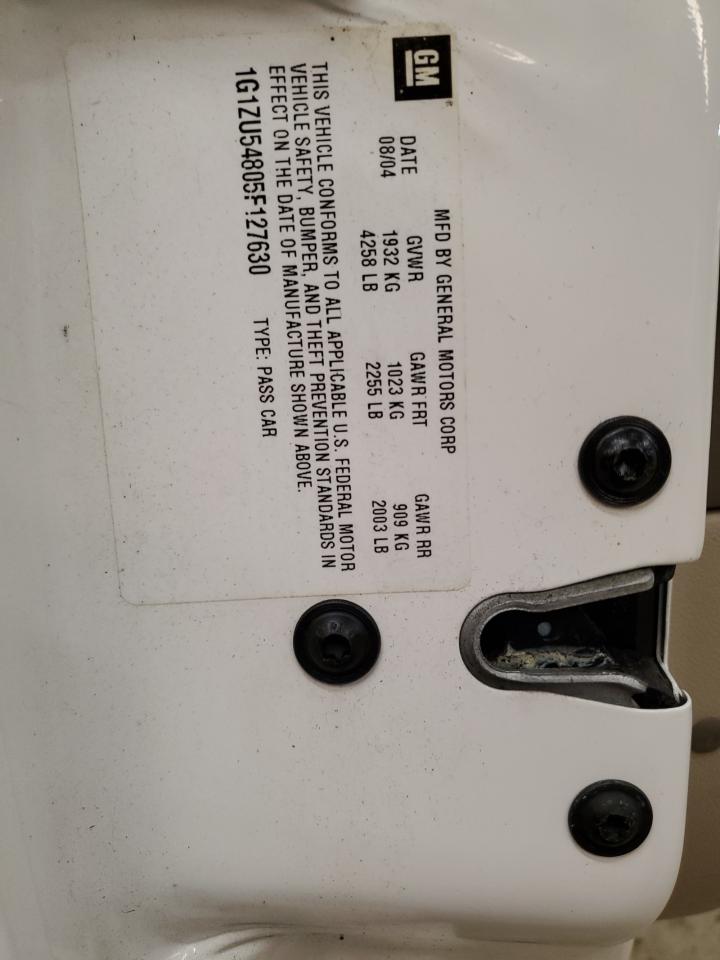 GM
MFD BY GENERAL MOTORS CORP
DATE GVWR GAWR FRT GAWR RR
08/04 1932 KG 1023 KG 909 KG
4258 LB 2255 LB 2003 LB
THIS VEHICLE CONFORMS TO ALL APPLICABLE U.S. FEDERAL MOTOR
VEHICLE SAFETY, BUMPER, AND THEFT PREVENTION STANDARDS IN
EFFECT ON THE DATE OF MANUFACTURE SHOWN ABOVE.
1G1ZU54805F127630 TYPE: PASS CAR